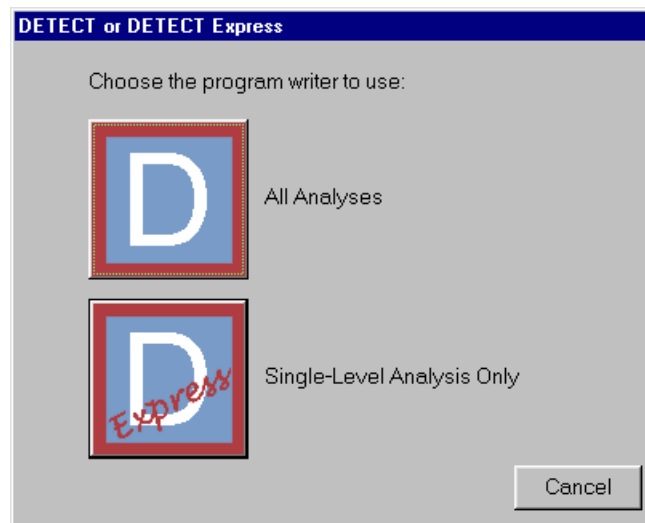 DETECT or DETECT Express
Choose the program writer to use:
D
All Analyses
D
Express
Single-Level Analysis Only
Cancel